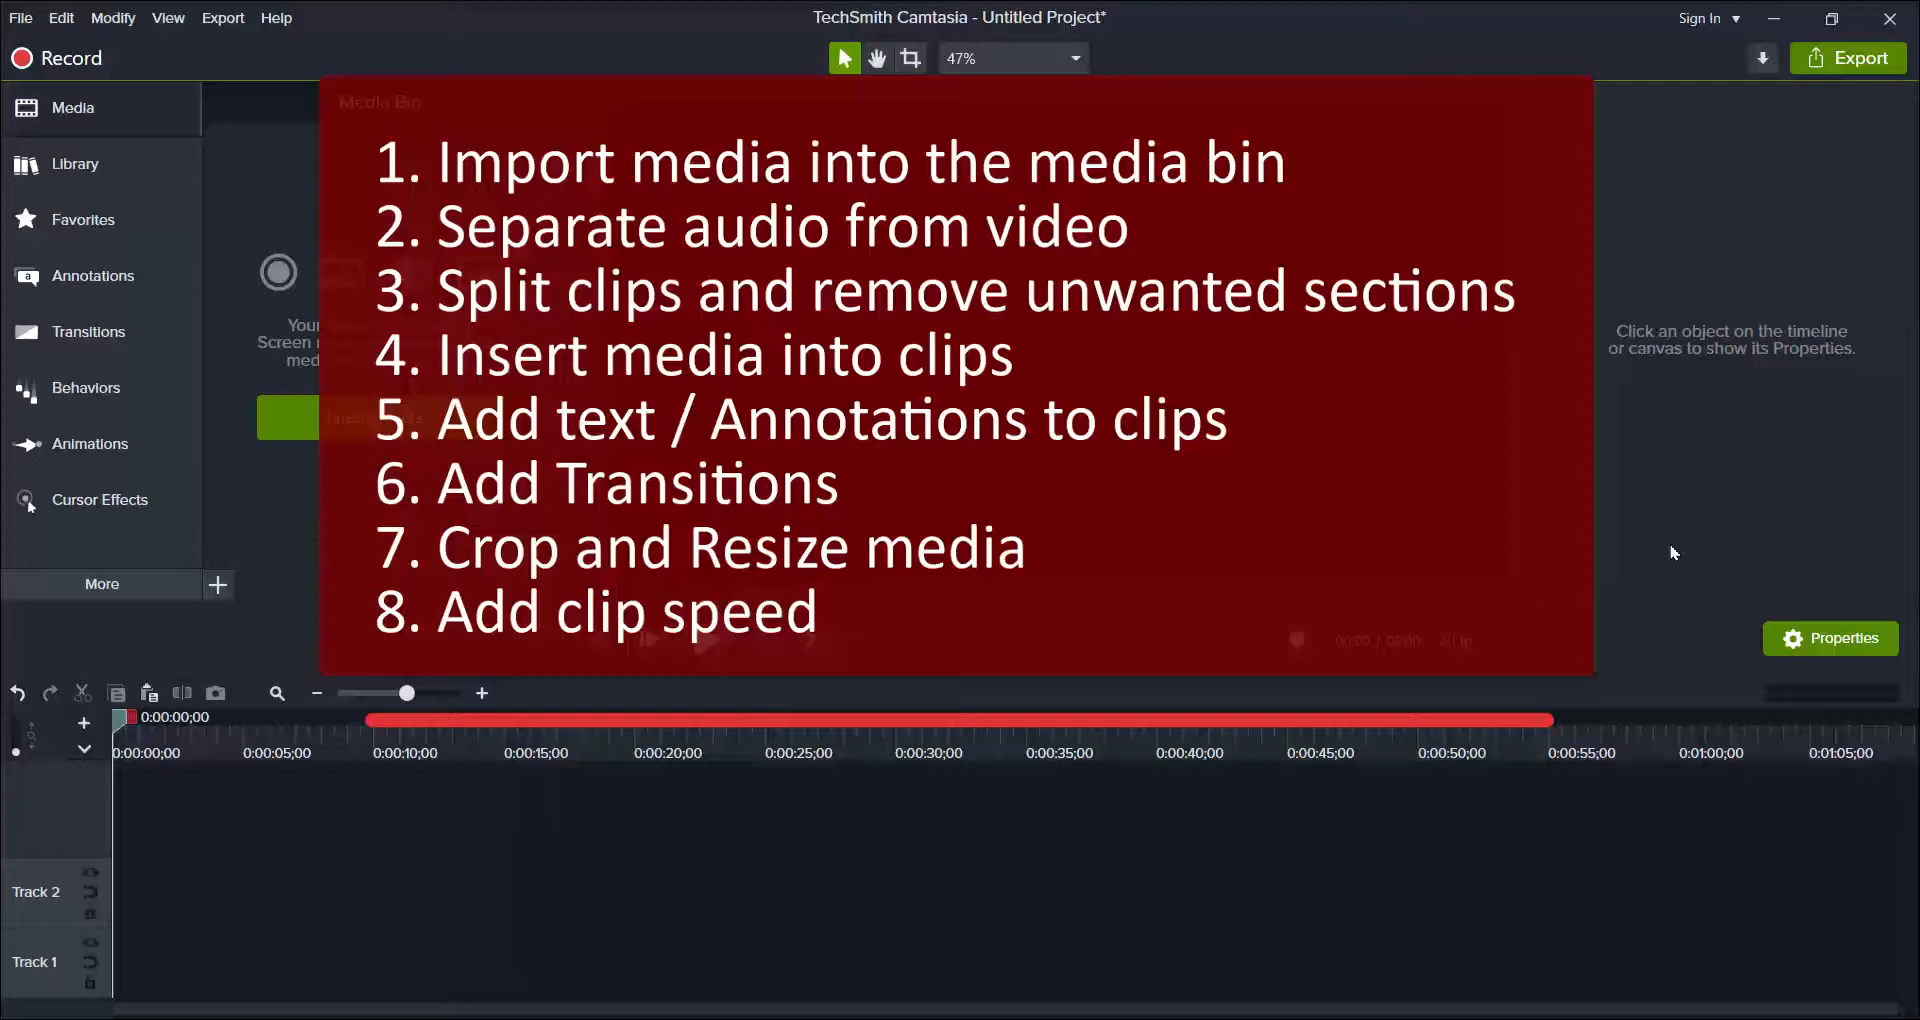 File Edit Modify View Export Help
TechSmith Camtasia - Untitled Project*
Sign In
Record
47%
Export
Media
Media Bin
Library
Favorites
Annotations
Transitions
Behaviors
Animations
Cursor Effects
More
1. Import media into the media bin
2. Separate audio from video
3. Split clips and remove unwanted sections
4. Insert media into clips
5. Add text / Annotations to clips
6. Add Transitions
7. Crop and Resize media
8. Add clip speed
Your
Screen
med
Click an object on the timeline
or canvas to show its Properties.
Properties
0:00:00;00
0:00:00;00 0:00:05;00 0:00:10;00 0:00:15;00 0:00:20;00 0:00:25;00 0:00:30;00 0:00:35;00 0:00:40;00 0:00:45;00 0:00:50;00 0:00:55;00 0:01:00;00 0:01:05;00
Track 2
Track 1